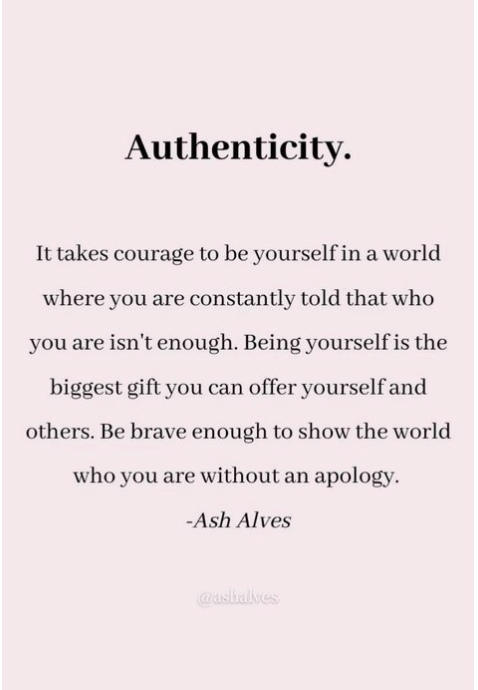 Authenticity.
It takes courage to be yourself in a world
where you are constantly told that who
you are isn't enough. Being yourself is the
biggest gift you can offer yourself and
others. Be brave enough to show the world
who you are without an apology.
-Ash Alves
@ashalves